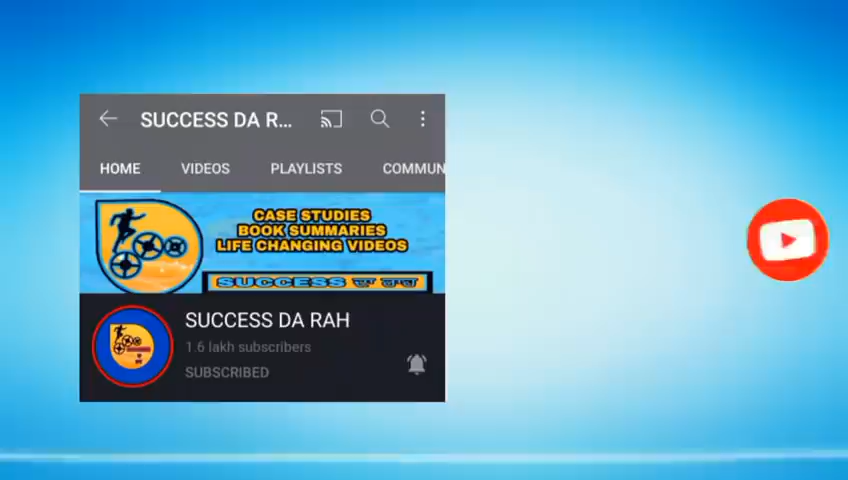 SUCCESS DA R...
HOME VIDEOS PLAYLISTS COMMUN
CASE STUDIES
BOOK SUMMARIES
LIFE CHANGING VIDEOS
SUCCESS
SUCCESS DA RAH
1.6 lakh subscribers
SUBSCRIBED